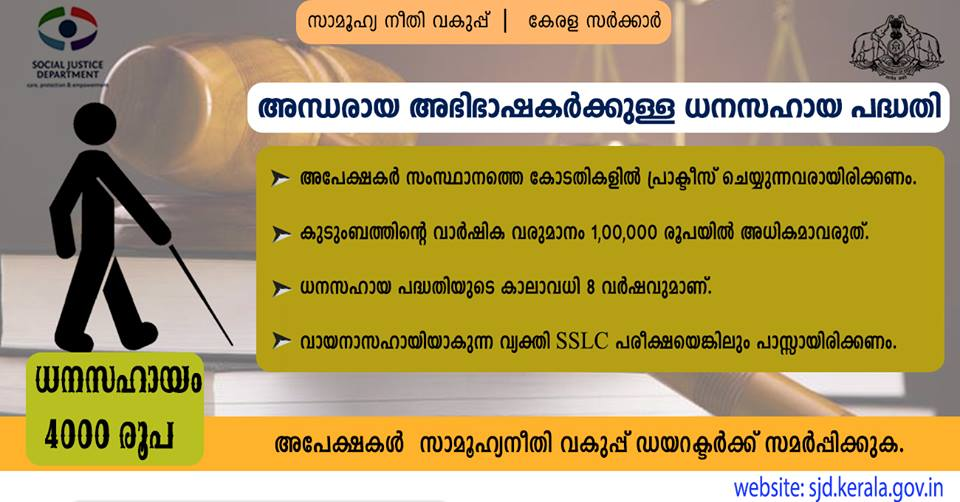 സാമൂഹ്യ നീതി വകുപ്പ് | കേരള സർക്കാർ
SOCIAL JUSTICE
DEPARTMENT
care, protection & empowerment
അന്ധരായ അഭിഭാഷകർക്കുള്ള ധനസഹായ പദ്ധതി
അപേക്ഷകർ സംസ്ഥാനത്തെ കോടതികളിൽ പ്രാക്ടീസ് ചെയ്യുന്നവരായിരിക്കണം.
കുടുംബത്തിന്റെ വാർഷിക വരുമാനം 1,00,000 രൂപയിൽ അധികമാവരുത്.
ധനസഹായ പദ്ധതിയുടെ കാലാവധി 8 വർഷവുമാണ്.
വായനാസഹായിയാകുന്ന വ്യക്തി SSLC പരീക്ഷയെങ്കിലും പാസ്സായിരിക്കണം.
ധനസഹായം
4000 രൂപ
അപേക്ഷകൾ സാമൂഹ്യനീതി വകുപ്പ് ഡയറക്ടർക്ക് സമർപ്പിക്കുക.
website: sjd.kerala.gov.in